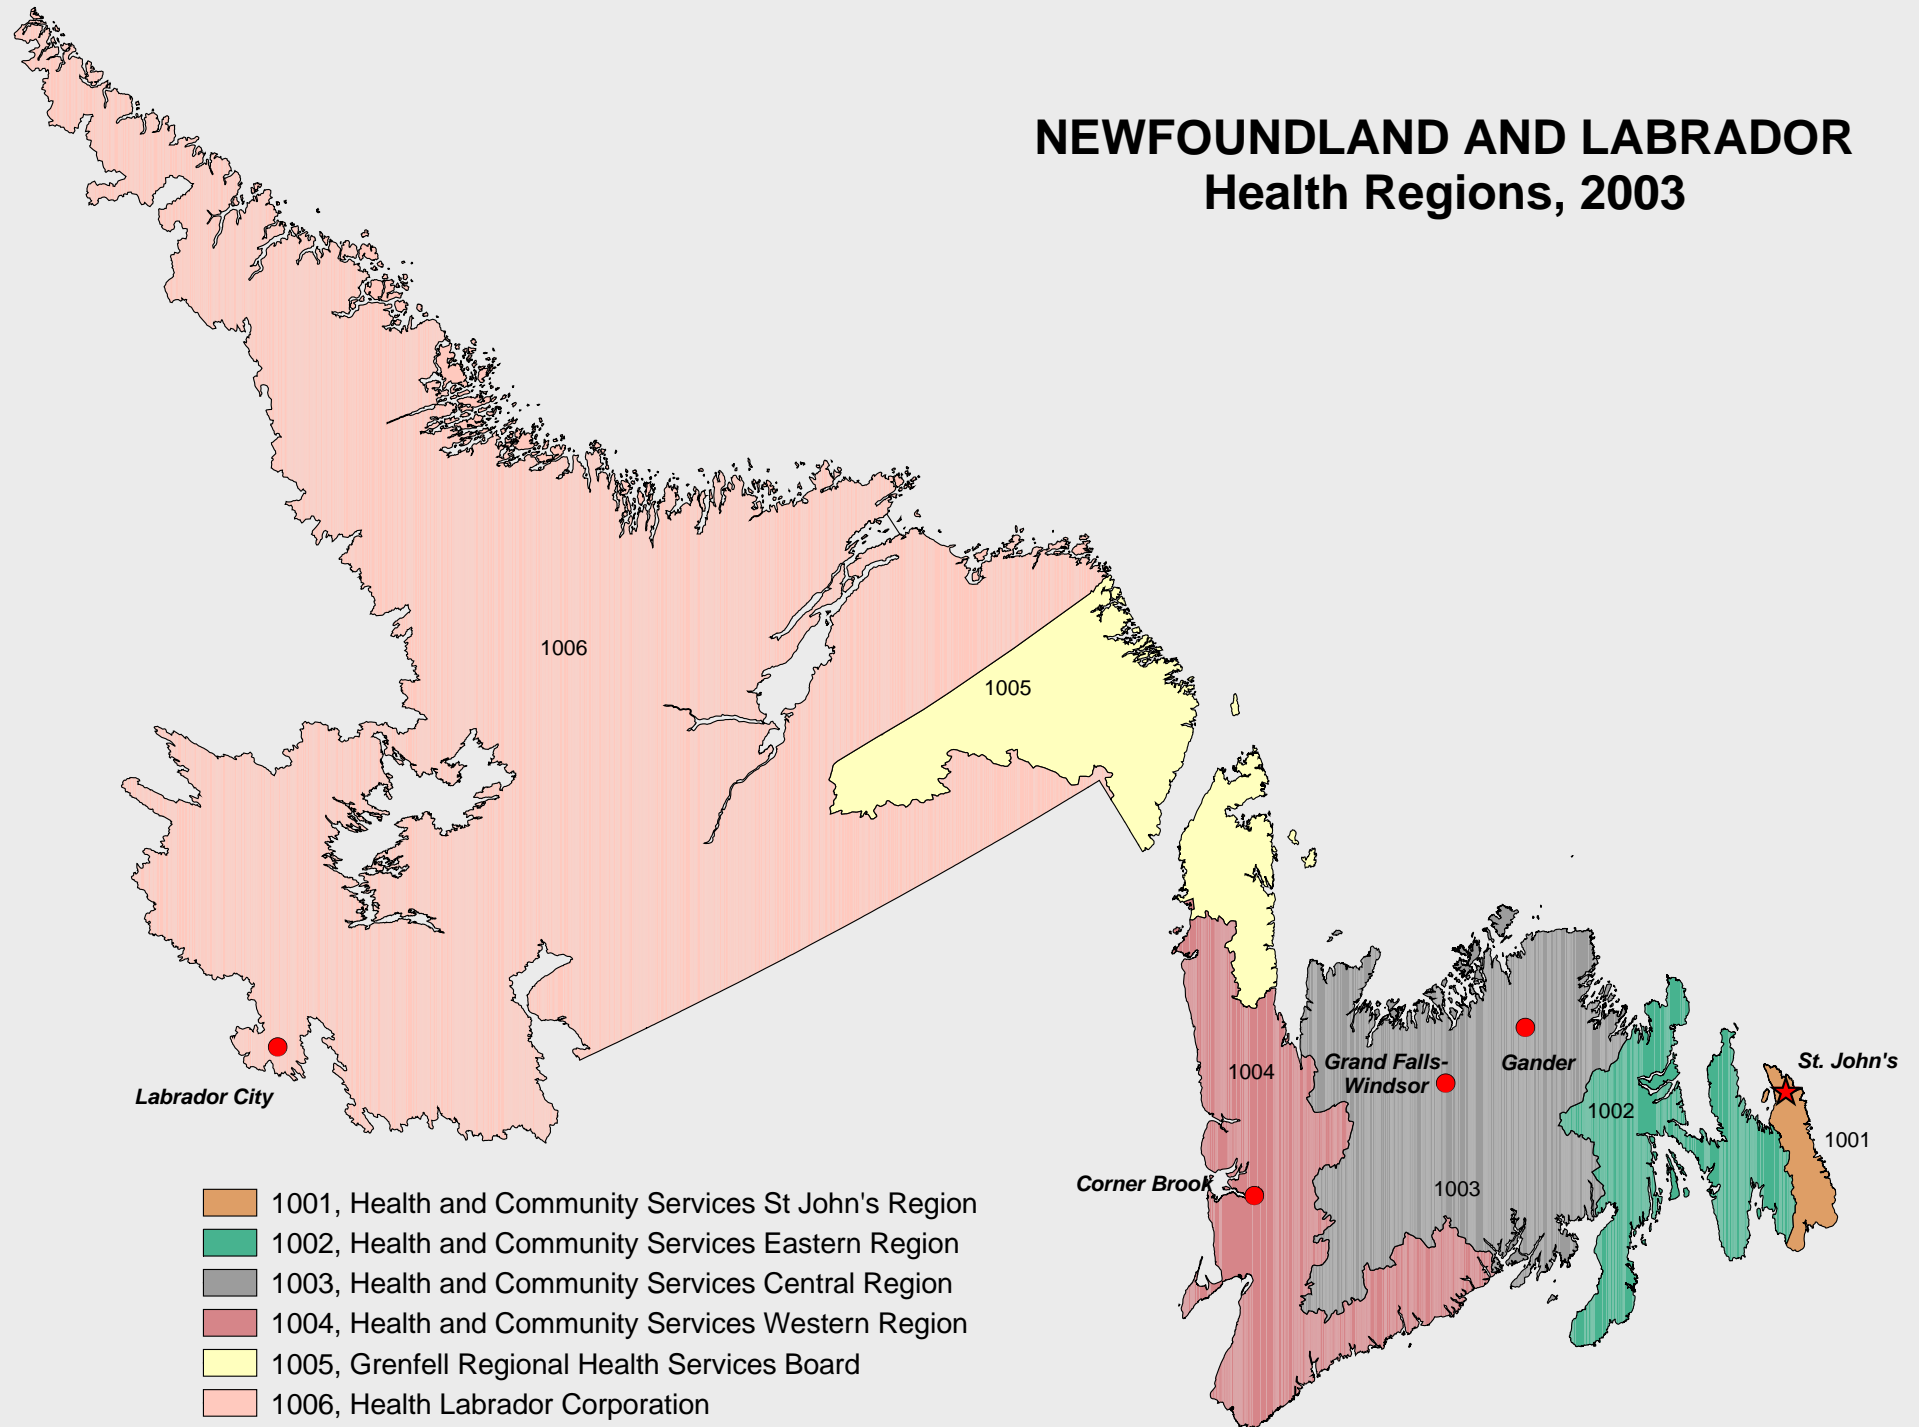 NEWFOUNDLAND AND LABRADOR
Health Regions, 2003
1006
1005
1004
Grand Falls-
Windsor
Gander
St. John's
1002
1001
Labrador City
Corner Brook
1003
1001, Health and Community Services St John's Region
1002, Health and Community Services Eastern Region
1003, Health and Community Services Central Region
1004, Health and Community Services Western Region
1005, Grenfell Regional Health Services Board
1006, Health Labrador Corporation